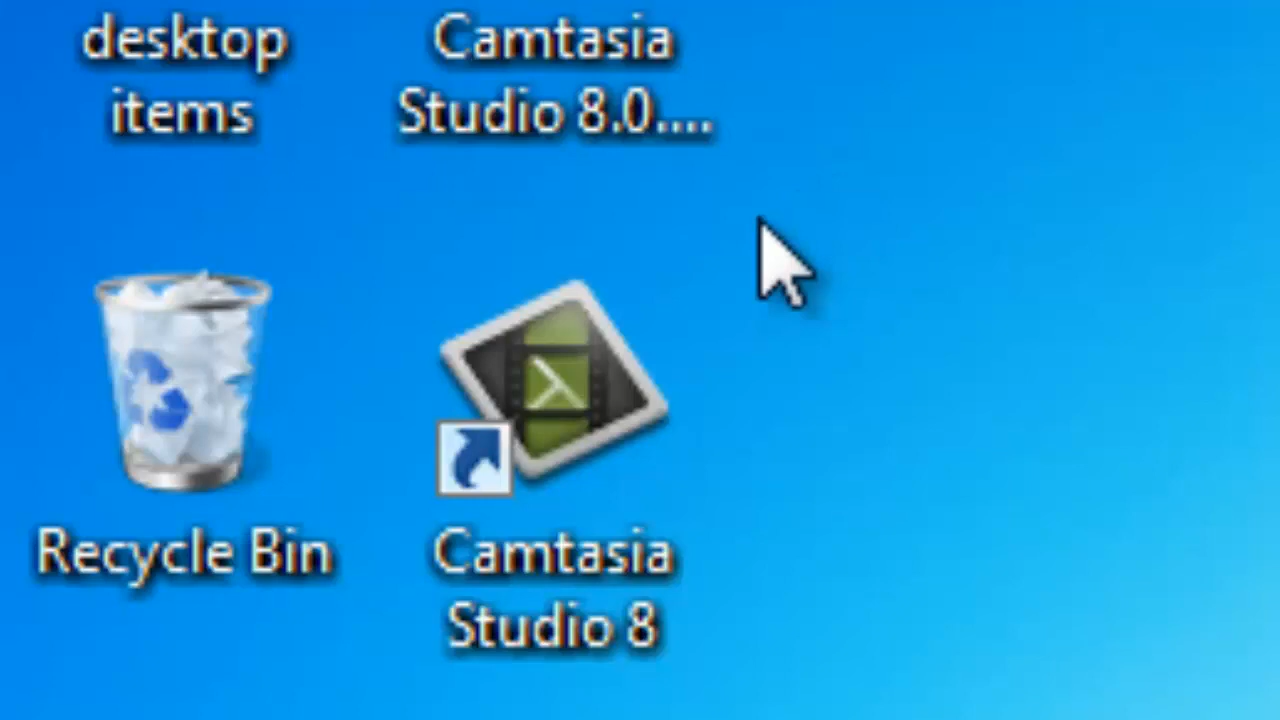 desktop
items
Camtasia
Studio 8.0....
Recycle Bin
Camtasia
Studio 8